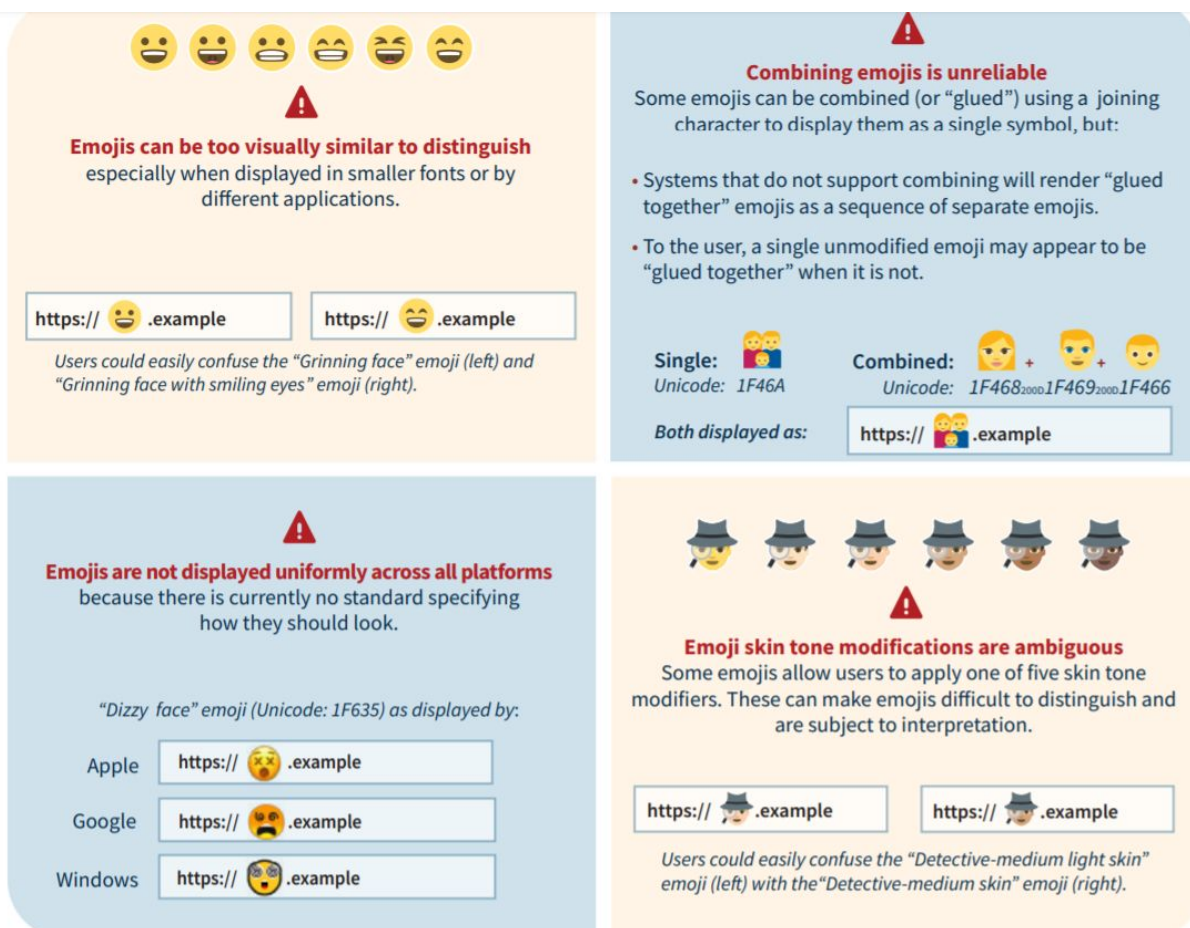 Emojis can be too visually similar to distinguish
especially when displayed in smaller fonts or by
different applications.
https:// .example
https:// .example
Users could easily confuse the “Grinning face” emoji (left) and
“Grinning face with smiling eyes” emoji (right).
Combining emojis is unreliable
Some emojis can be combined (or “glued”) using a joining
character to display them as a single symbol, but:
• Systems that do not support combining will render “glued
together” emojis as a sequence of separate emojis.
• To the user, a single unmodified emoji may appear to be
“glued together” when it is not.
Single:
Unicode: 1F46A
Combined: + +
Unicode: 1F468200D1F469200D1F466
Both displayed as:
https:// .example
Emojis are not displayed uniformly across all platforms
because there is currently no standard specifying
how they should look.
“Dizzy face” emoji (Unicode: 1F635) as displayed by:
Apple https:// .example
Google https:// .example
Windows https:// .example
Emoji skin tone modifications are ambiguous
Some emojis allow users to apply one of five skin tone
modifiers. These can make emojis difficult to distinguish and
are subject to interpretation.
https:// .example
https:// .example
Users could easily confuse the “Detective-medium light skin”
emoji (left) with the“Detective-medium skin” emoji (right).